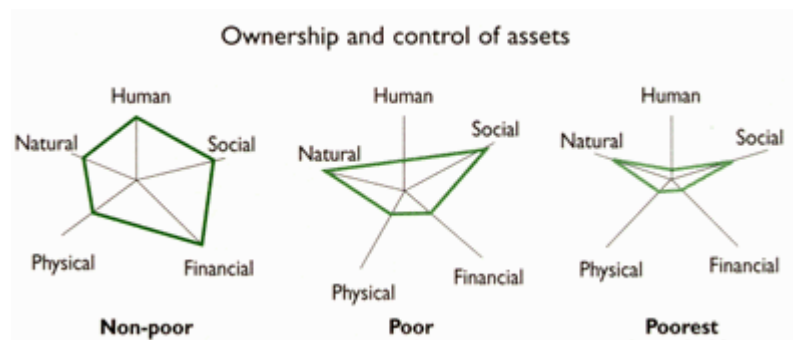 Ownership and control of assets
Human
Natural
Social
Physical
Financial
Non-poor
Human
Natural
Social
Physical
Financial
Poor
Human
Natural
Social
Physical
Financial
Poorest